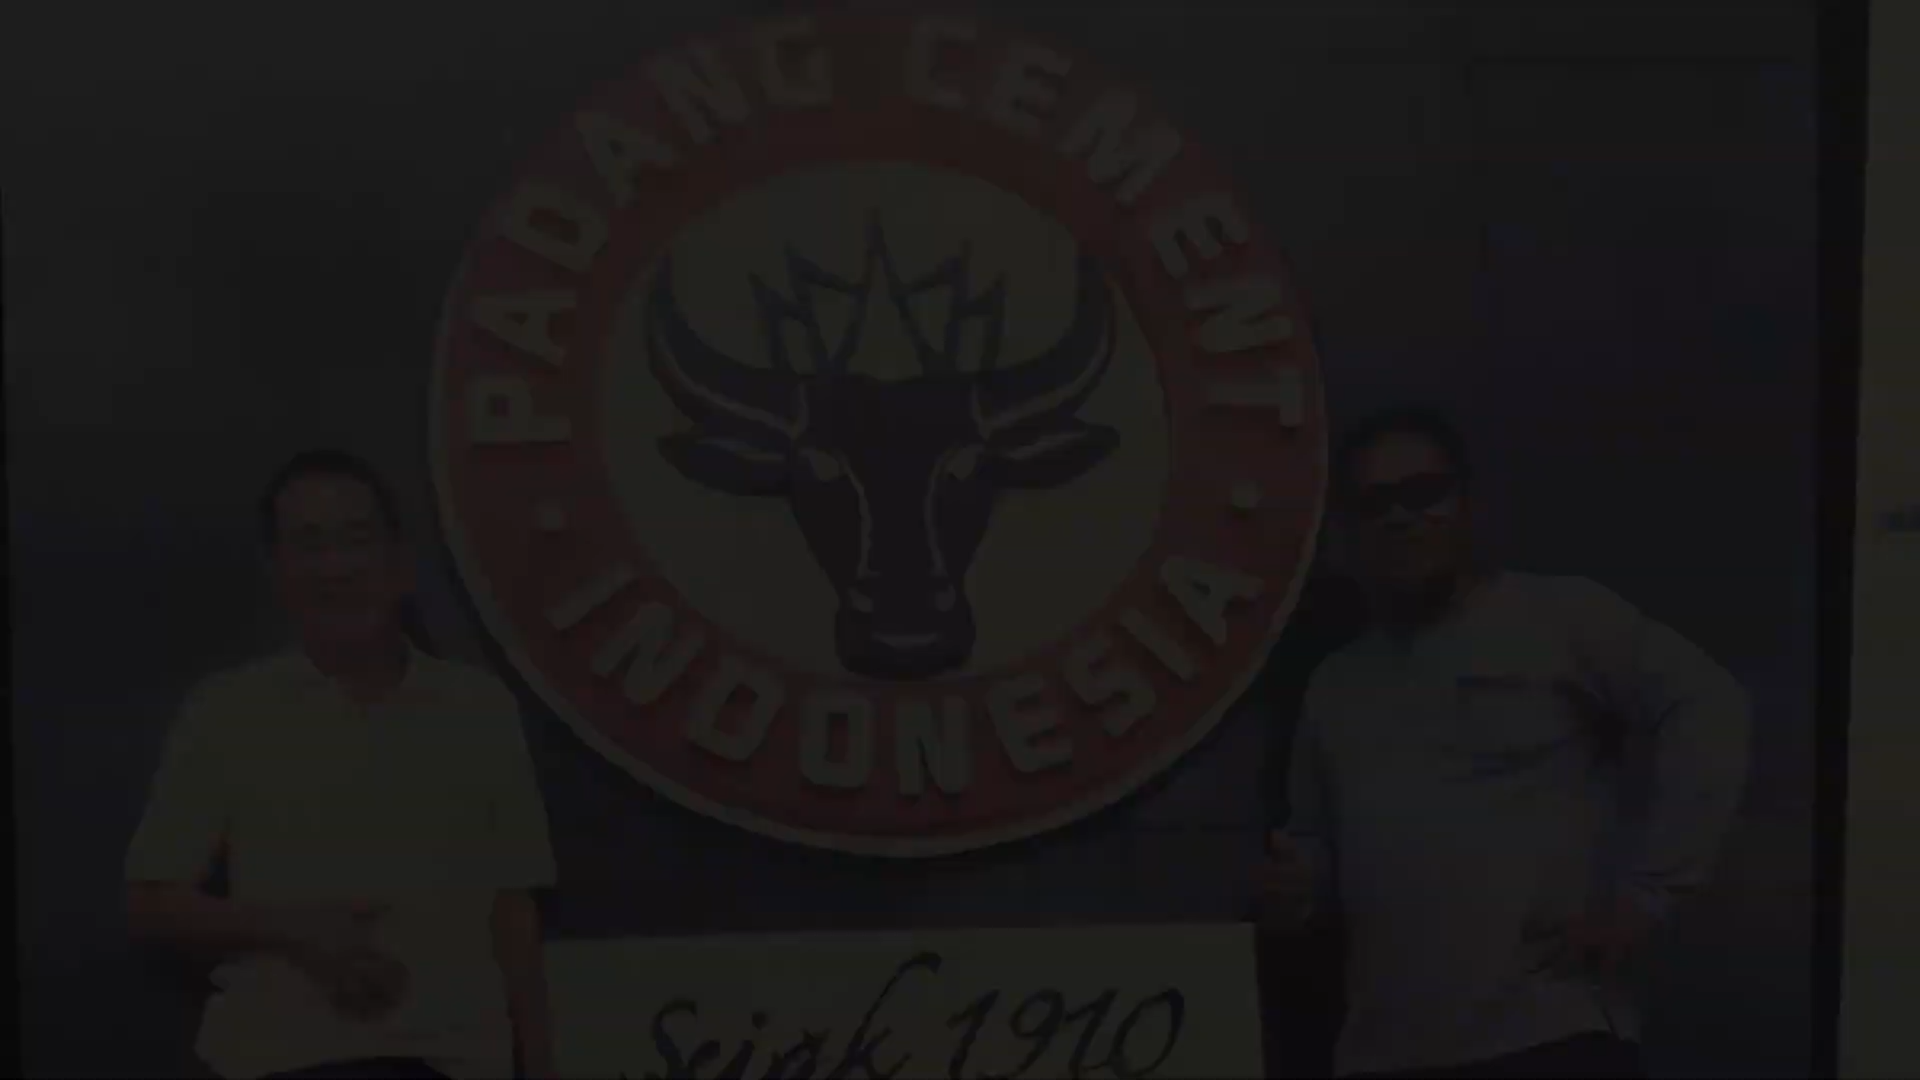 PADANG CEMENT
· INDONESIA ·
Sejak 1910